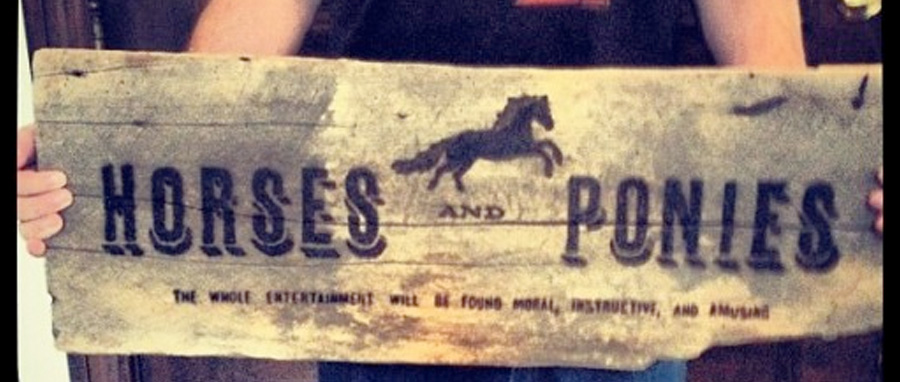 HORSES AND PONIES
THE WHOLE ENTERTAINMENT WILL BE FOUND MORAL, INSTRUCTIVE, AND AMUSING